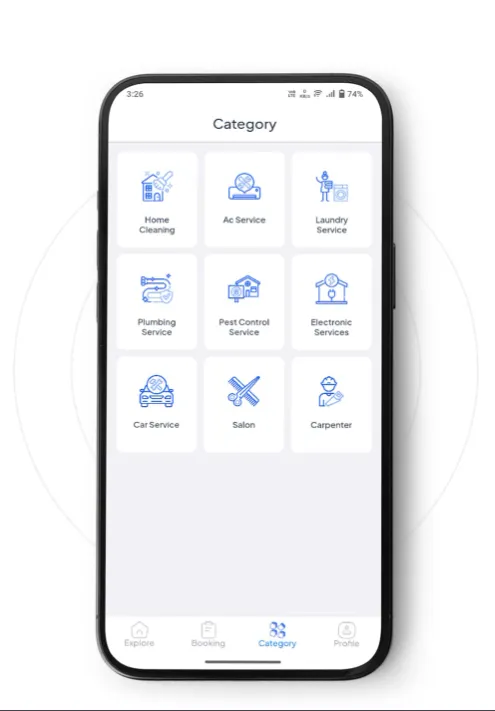 3:26
74%
Category
Home
Cleaning
Ac Service
Laundry
Service
Plumbing
Service
Pest Control
Service
Electronic
Services
Car Service
Salon
Carpenter
Explore
Booking
Category
Profile